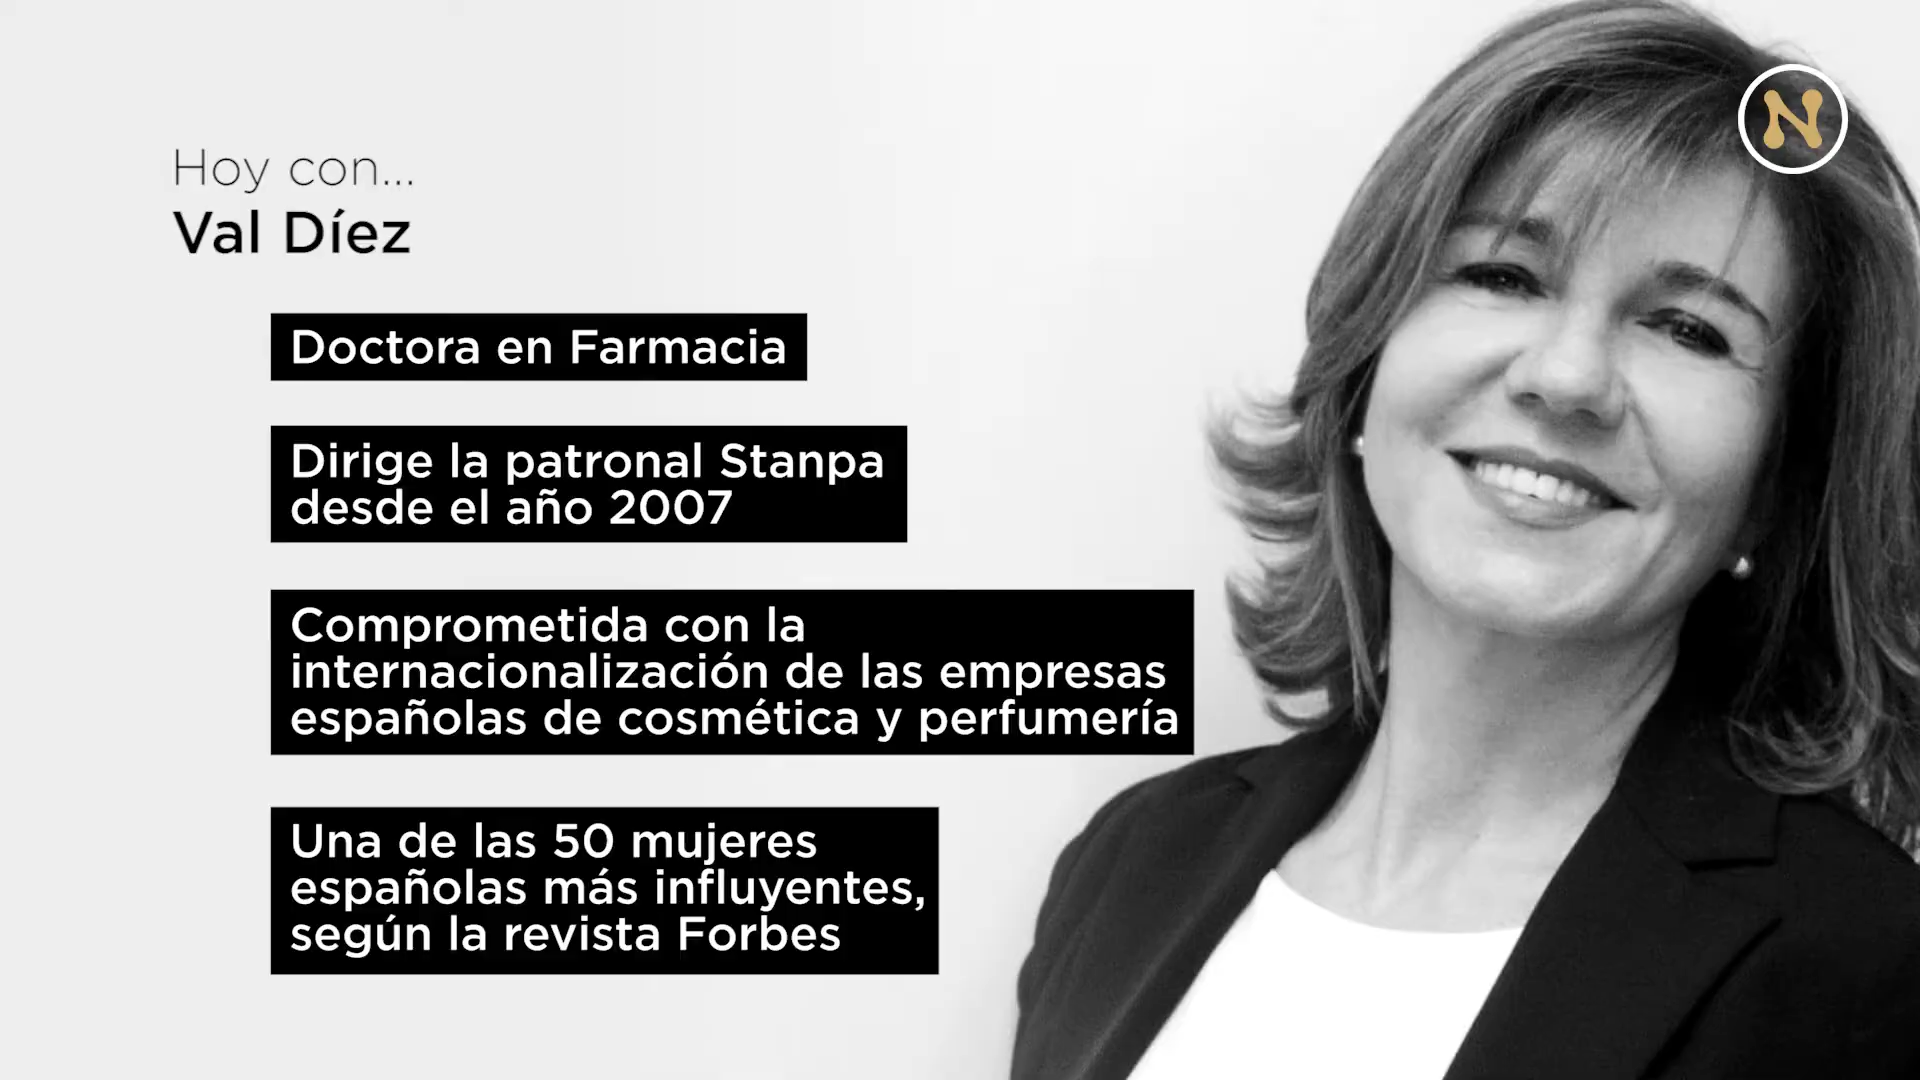 Hoy con...
Val Díez
N
Doctora en Farmacia
Dirige la patronal Stanpa
desde el año 2007
Comprometida con la
internacionalización de las empresas
españolas de cosmética y perfumería
Una de las 50 mujeres
españolas más influyentes,
según la revista Forbes